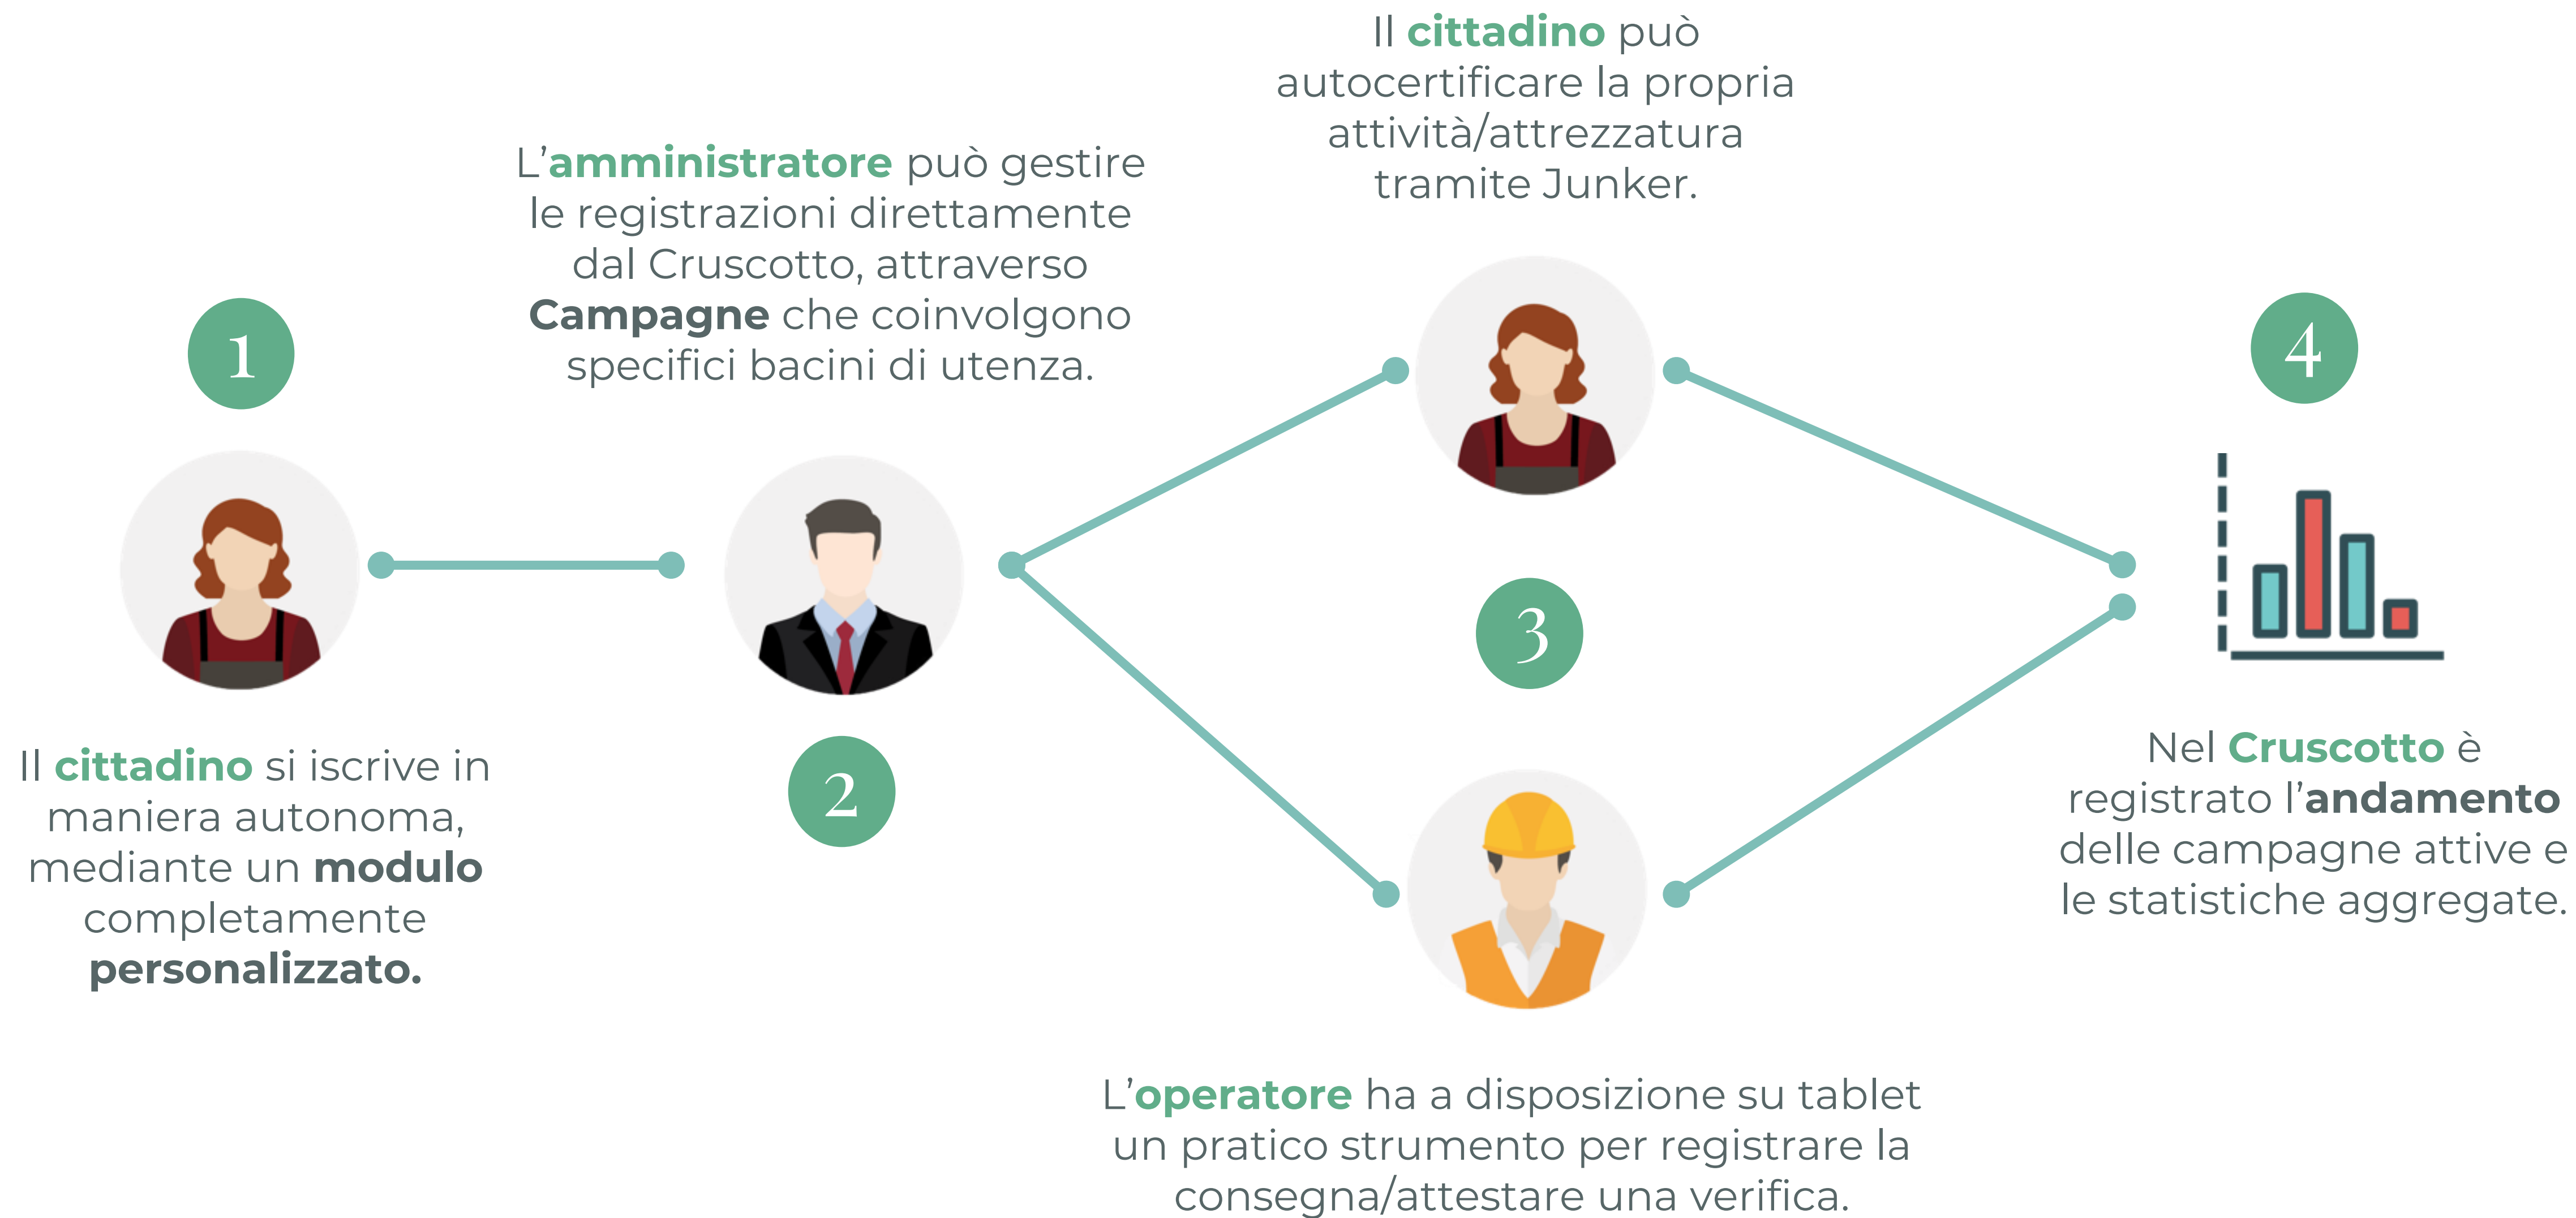 1
Il cittadino si iscrive in
maniera autonoma,
mediante un modulo
completamente
personalizzato.
L’amministratore può gestire
le registrazioni direttamente
dal Cruscotto, attraverso
Campagne che coinvolgono
specifici bacini di utenza.
2
Il cittadino può
autocertificare la propria
attività/attrezzatura
tramite Junker.
3
L’operatore ha a disposizione su tablet
un pratico strumento per registrare la
consegna/attestare una verifica.
4
Nel Cruscotto è
registrato l’andamento
delle campagne attive e
le statistiche aggregate.